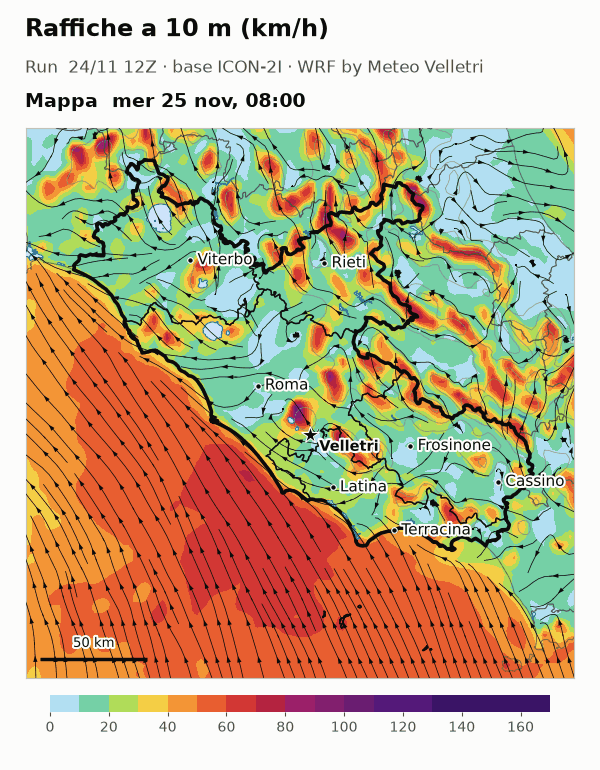 Raffiche a 10 m (km/h)
Run  24/11 12Z · base ICON-2I · WRF by Meteo Velletri
Mappa  mer 25 nov, 08:00
Viterbo
Rieti
Roma
Velletri
Frosinone
Latina
Cassino
Terracina
50 km
0 20 40 60 80 100 120 140 160